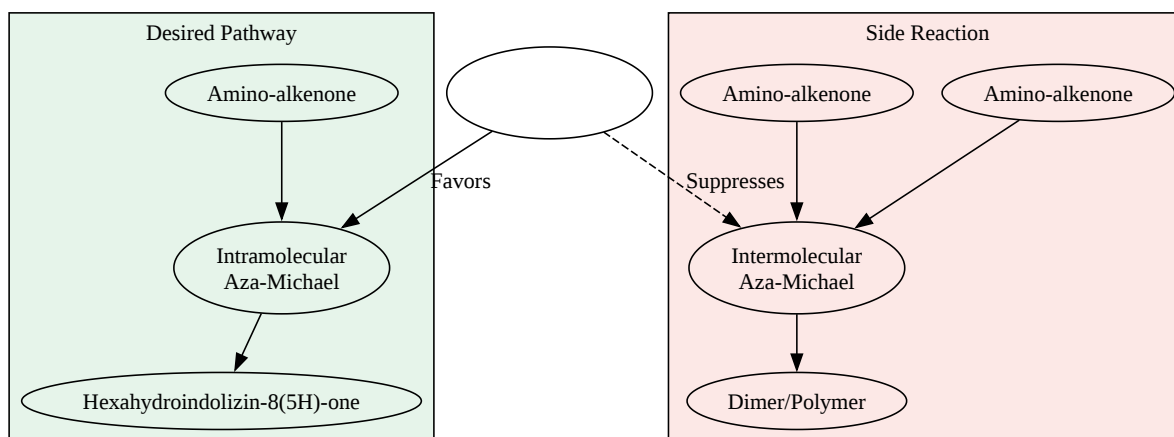 Desired Pathway
Side Reaction
Amino-alkenone
Amino-alkenone
Amino-alkenone
Favors
Suppresses
Intramolecular
Aza-Michael
Intermolecular
Aza-Michael
Hexahydroindolizin-8(5H)-one
Dimer/Polymer